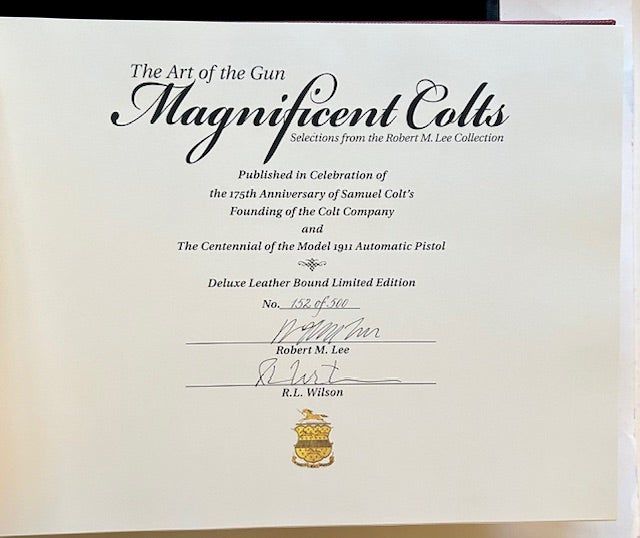 The Art of the Gun
Magnificent Colts
Selections from the Robert M. Lee Collection
Published in Celebration of
the 175th Anniversary of Samuel Colt's
Founding of the Colt Company
and
The Centennial of the Model 1911 Automatic Pistol
Deluxe Leather Bound Limited Edition
No. 152 of 500
Robert M. Lee
R.L. Wilson